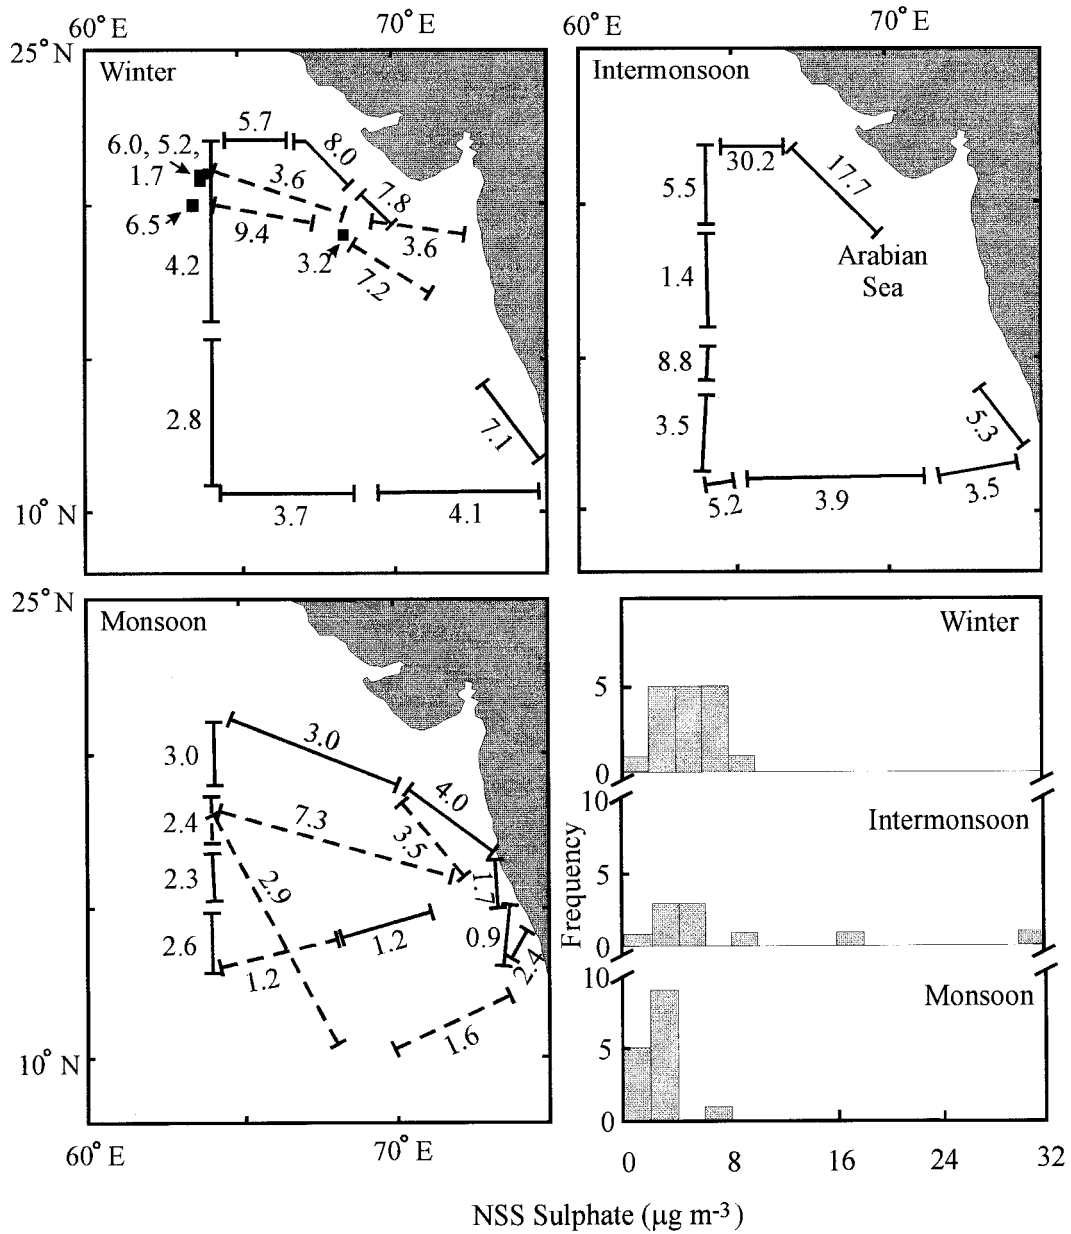 60° E
70° E
25° N
Winter
5.7
8.0
6.0, 5.2,
1.7
3.6
7.8
6.5
9.4
3.6
3.2
4.2
7.2
2.8
7.1
3.7
4.1
10° N
60° E
70° E
Intermonsoon
30.2
17.7
5.5
Arabian
Sea
1.4
8.8
3.5
5.3
5.2
3.9
3.5
25° N
Monsoon
3.0
3.0
4.0
2.4
7.3
3.5
2.3
2.9
1.7
2.6
1.2
0.9
1.2
2.4
1.6
10° N
60° E
70° E
Winter
5
0
10
Intermonsoon
5
0
10
Monsoon
5
0
Frequency
0
8
16
24
32
NSS Sulphate (µg m-3)